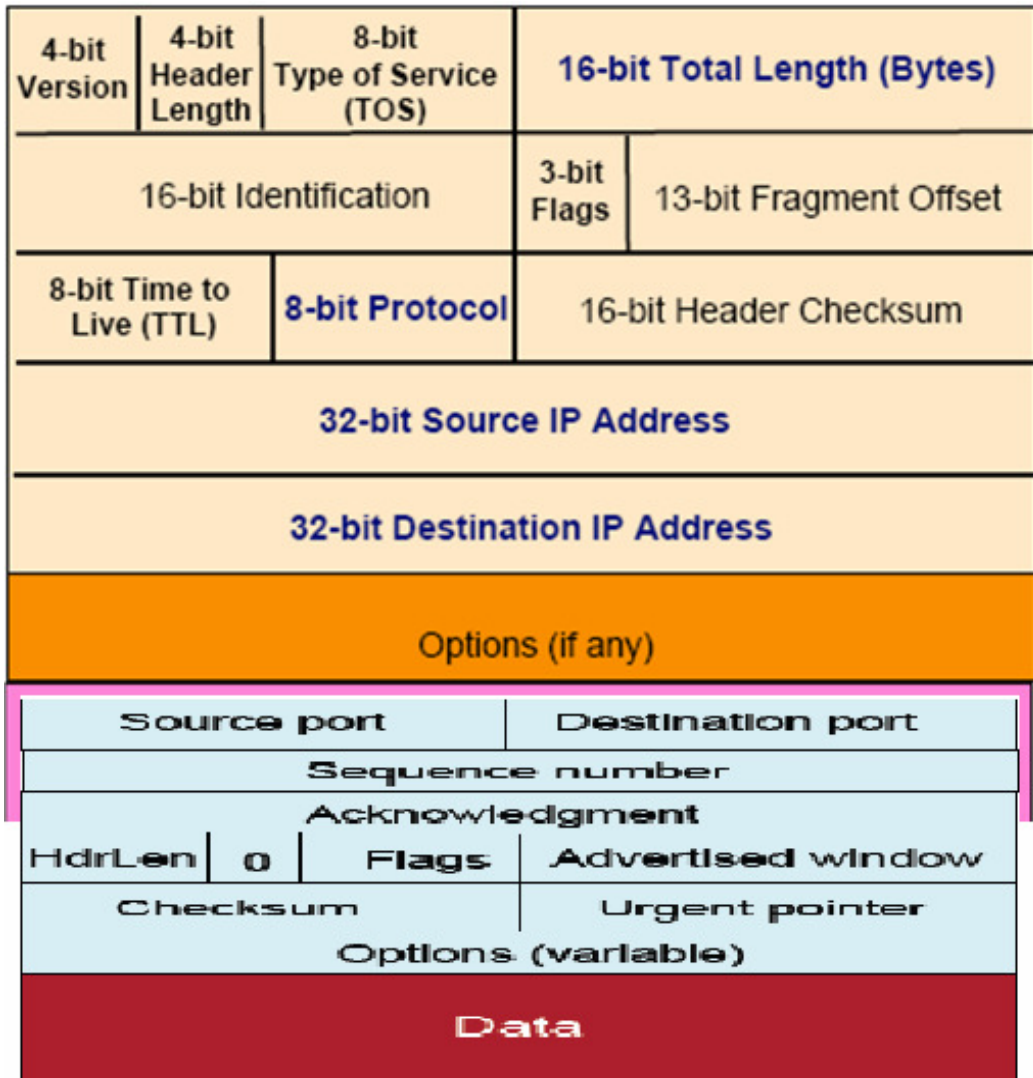 4-bit
Version
4-bit
Header
Length
8-bit
Type of Service
(TOS)
16-bit Total Length (Bytes)
16-bit Identification
3-bit
Flags
13-bit Fragment Offset
8-bit Time to
Live (TTL)
8-bit Protocol
16-bit Header Checksum
32-bit Source IP Address
32-bit Destination IP Address
Options (if any)
Source port
Destination port
Sequence number
Acknowledgment
HdrLen
0
Flags
Advertised window
Checksum
Urgent pointer
Options (variable)
Data